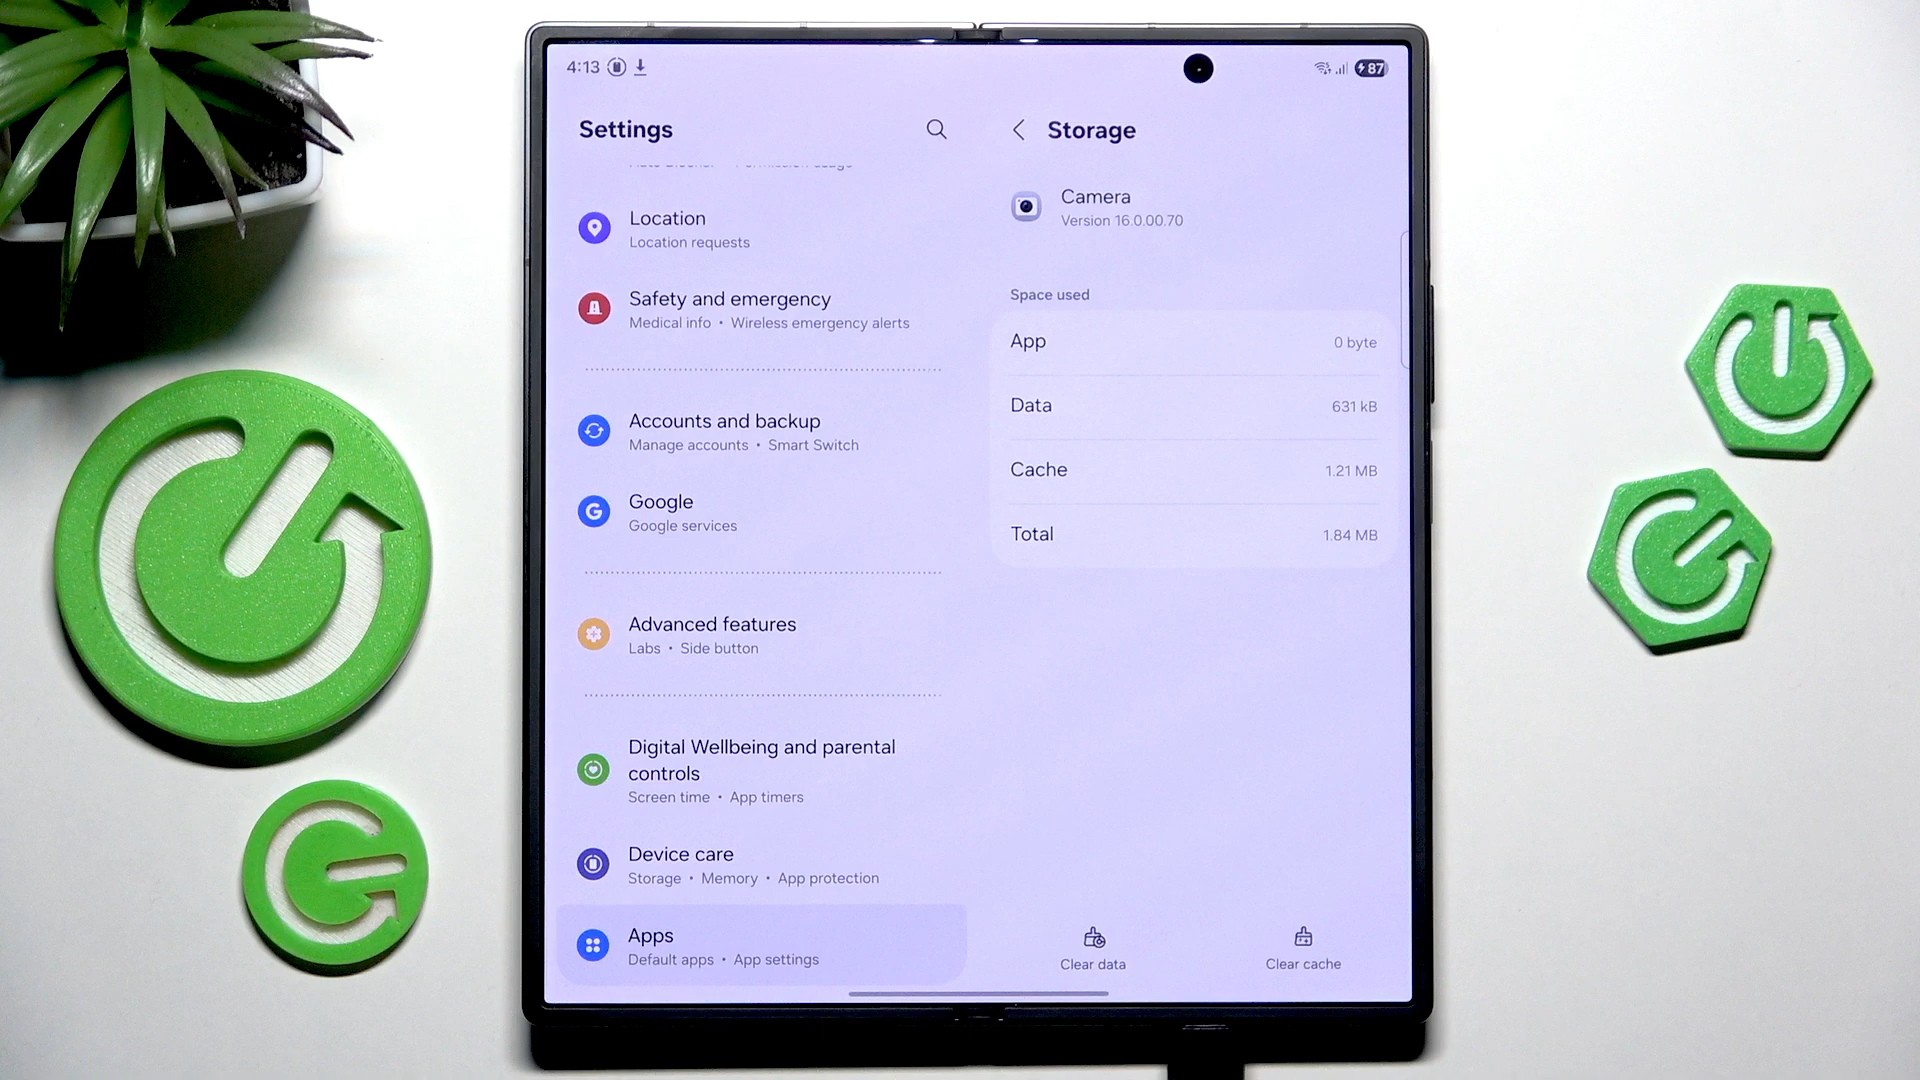 4:13
87
Settings
Location
Location requests
Safety and emergency
Medical info • Wireless emergency alerts
Accounts and backup
Manage accounts • Smart Switch
Google
Google services
Advanced features
Labs • Side button
Digital Wellbeing and parental
controls
Screen time • App timers
Device care
Storage • Memory • App protection
Apps
Default apps • App settings
Storage
Camera
Version 16.0.00.70
Space used
App 0 byte
Data 631 kB
Cache 1.21 MB
Total 1.84 MB
Clear data
Clear cache